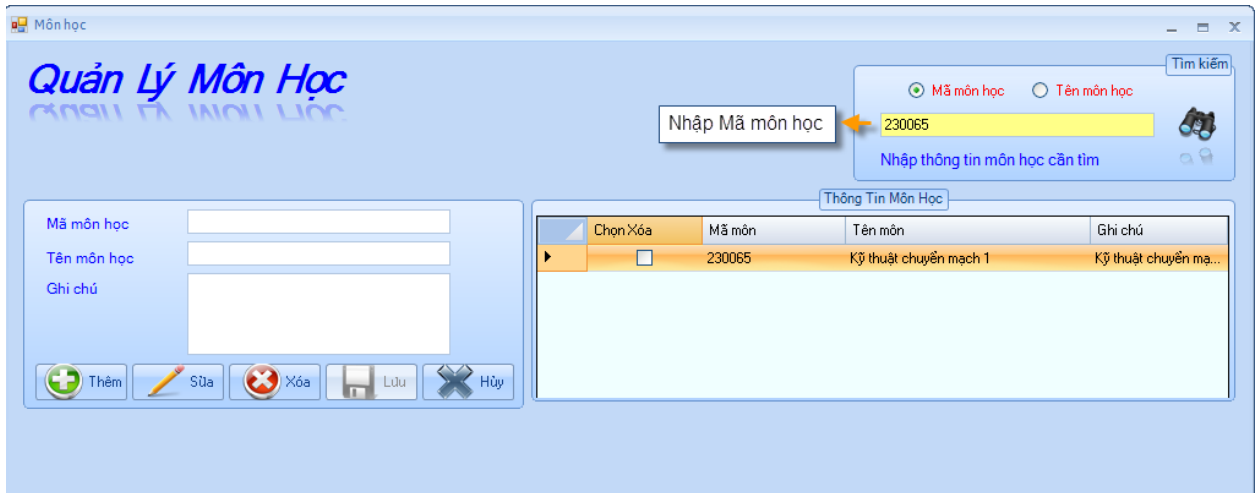 Môn học
Quản Lý Môn Học
Tìm kiếm
Mã môn học Tên môn học
Nhập Mã môn học
230065
Nhập thông tin môn học cần tìm
Mã môn học
Tên môn học
Ghi chú
Thêm Sửa Xóa Lưu Hủy
Thông Tin Môn Học
Chọn Xóa Mã môn Tên môn Ghi chú
230065 Kỹ thuật chuyển mạch 1 Kỹ thuật chuyển mạ...